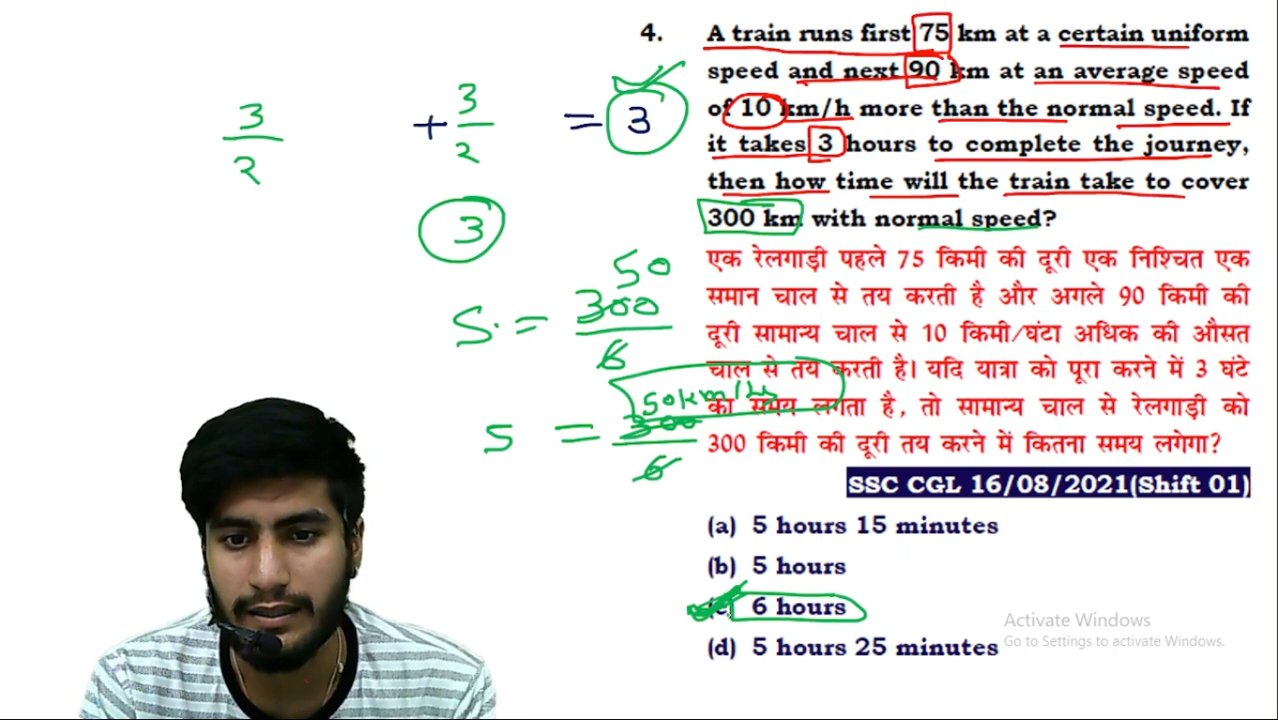 4. A train runs first 75 km at a certain uniform
speed and next 90 km at an average speed
of 10 km/h more than the normal speed. If
it takes 3 hours to complete the journey,
then how time will the train take to cover
300 km with normal speed?
एक रेलगाड़ी पहले 75 किमी की दूरी एक निश्चित एक
समान चाल से तय करती है और अगले 90 किमी की
दूरी सामान्य चाल से 10 किमी/घंटा अधिक की औसत
चाल से तय करती है। यदि यात्रा को पूरा करने में 3 घंटे
का समय लगता है, तो सामान्य चाल से रेलगाड़ी को
300 किमी की दूरी तय करने में कितना समय लगेगा?
SSC CGL 16/08/2021(Shift 01)
(a) 5 hours 15 minutes
(b) 5 hours
(c) 6 hours
(d) 5 hours 25 minutes
3/2 + 3/2 = 3
3
50
S = 300/6
50km/h
S = 300/6
Activate Windows
Go to Settings to activate Windows.